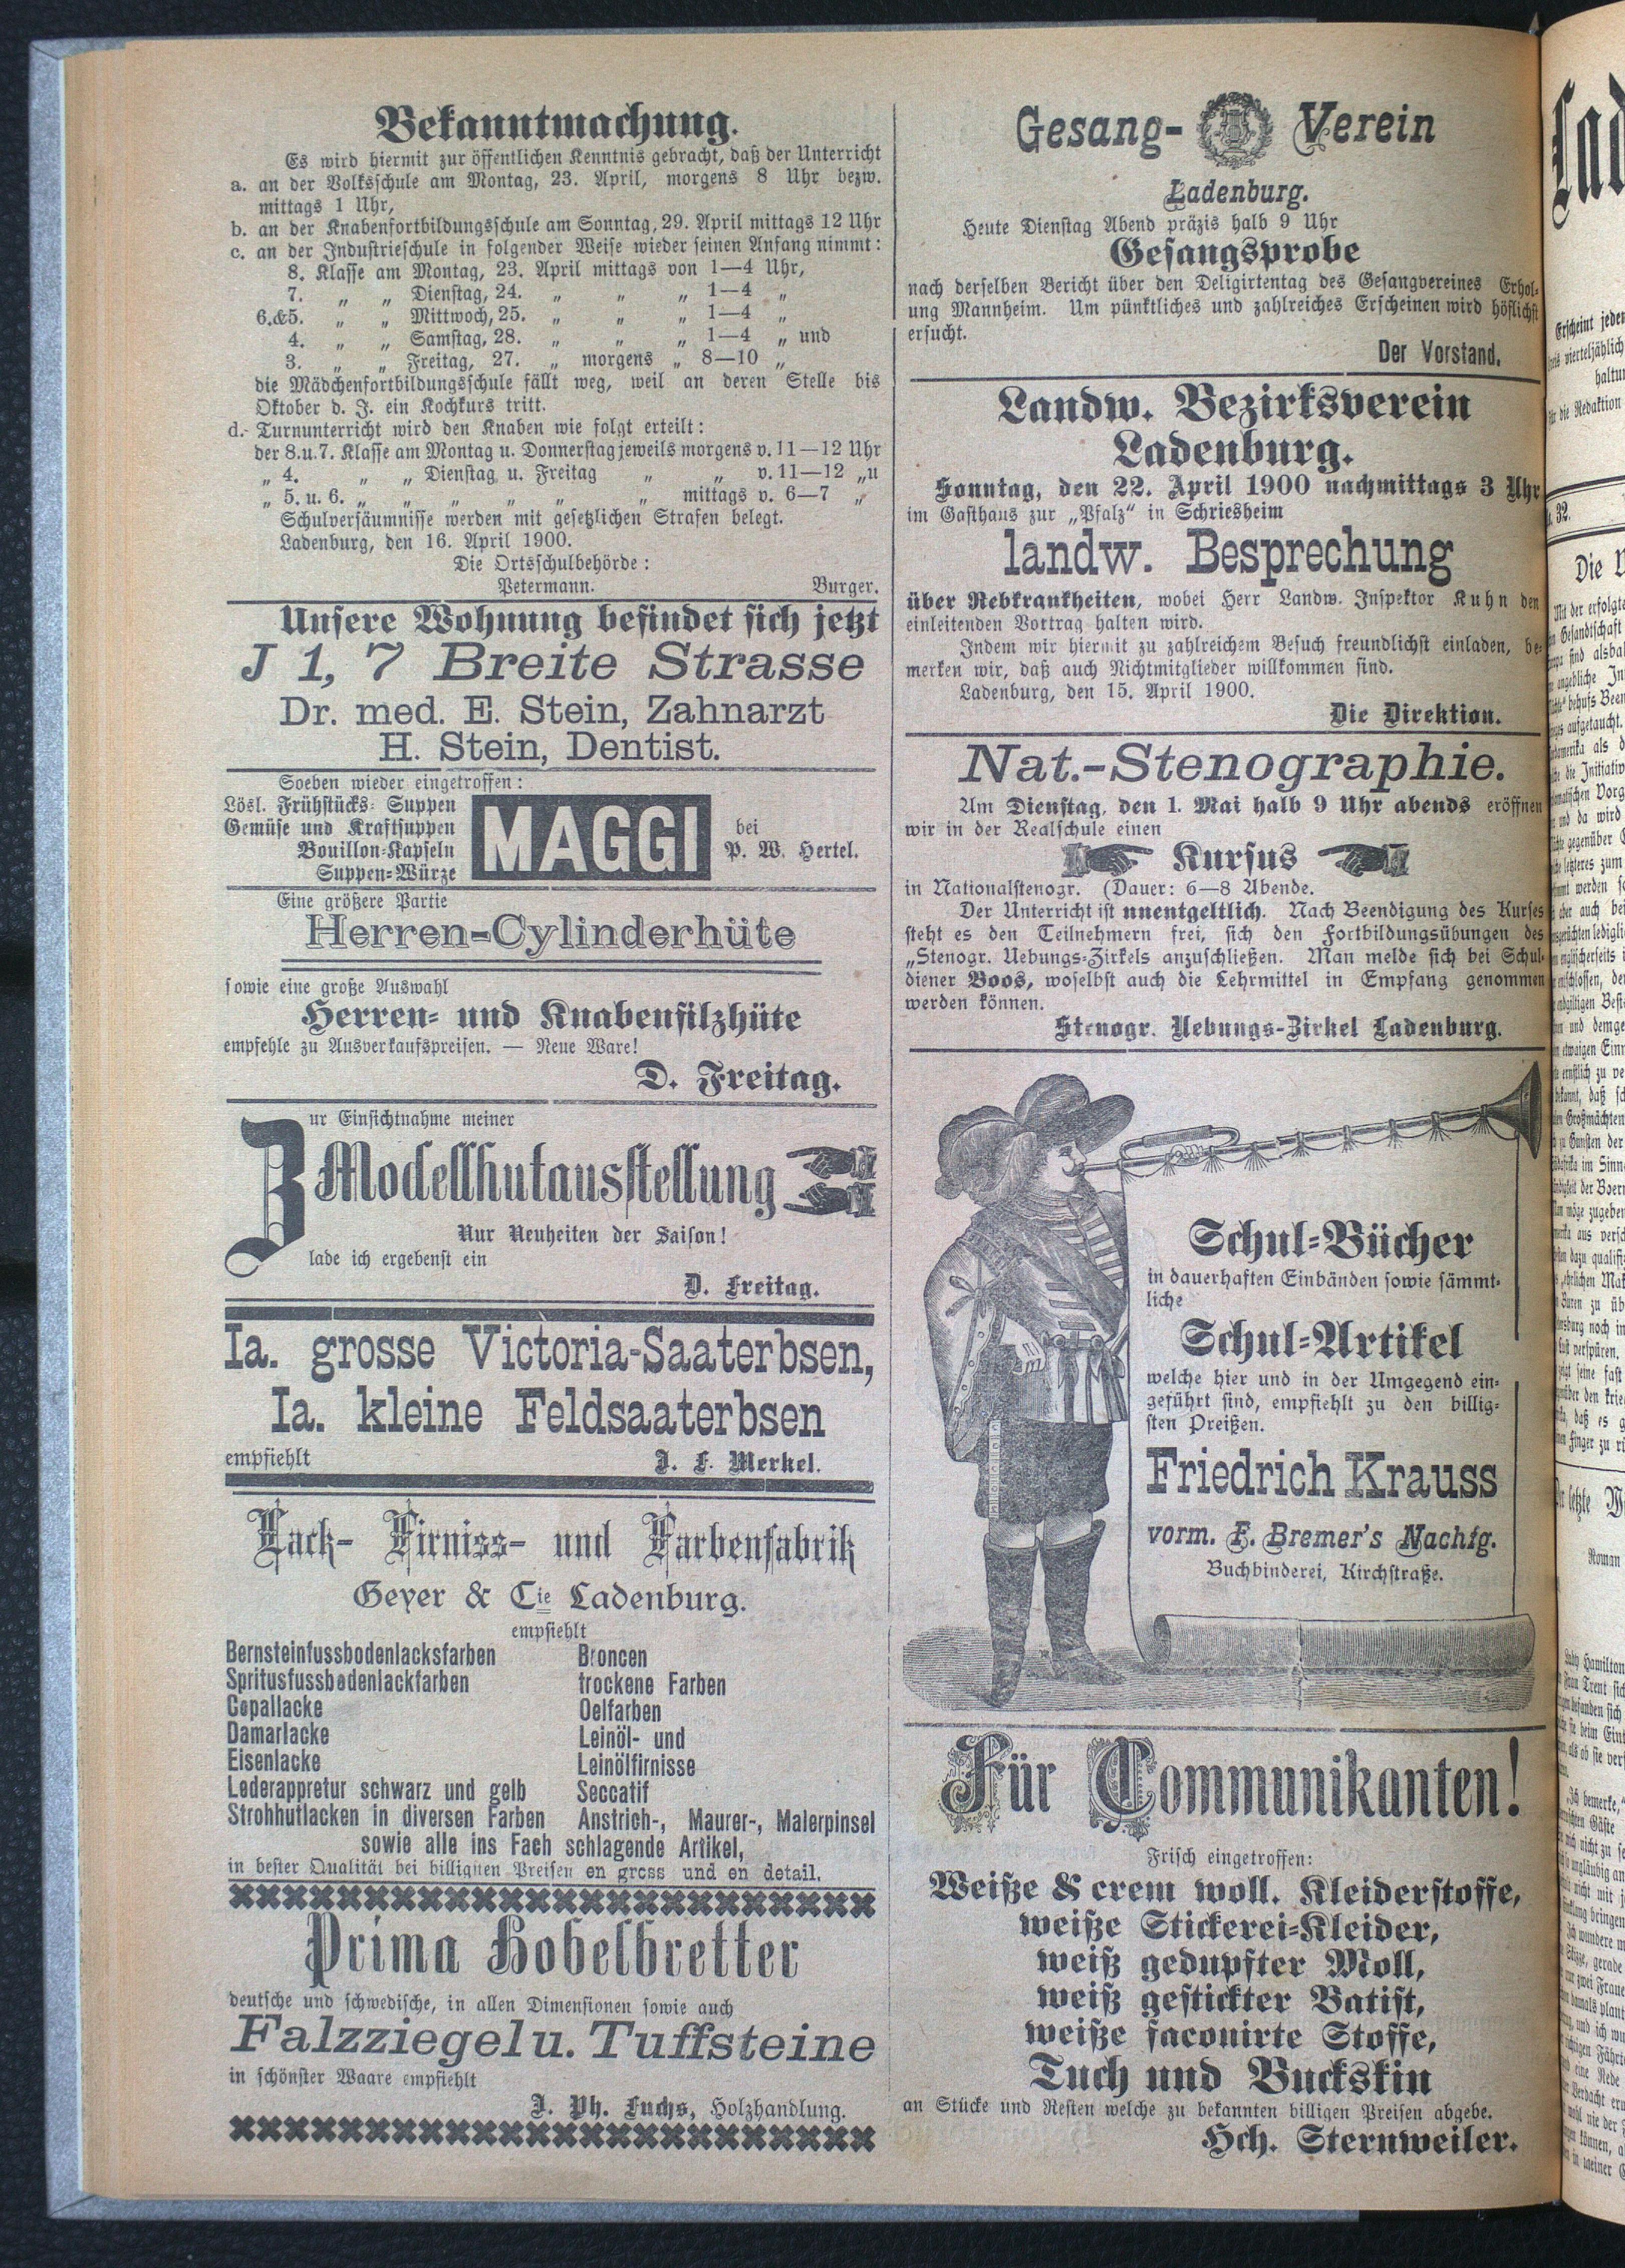 Bekanntmachung.
Es wird hiermit zur öffentlichen Kenntnis gebracht, daß der Unterricht
a. an der Volksschule am Montag, 23. April, morgens 8 Uhr bezw.
mittags 1 Uhr,
b. an der Knabenfortbildungsschule am Sonntag, 29. April mittags 12 Uhr
c. an der Industrieschule in folgender Weise wieder seinen Anfang nimmt:
8. Klasse am Montag, 23. April mittags von 1—4 Uhr,
7. „ „ Dienstag, 24. „ „ „ 1—4 „
6.&5. „ „ Mittwoch, 25. „ „ „ 1—4 „
4. „ „ Samstag, 28. „ „ „ 1—4 „ und
3. „ „ Freitag, 27. „ morgens „ 8—10 „
die Mädchenfortbildungsschule fällt weg, weil an deren Stelle bis
Oktober d. J. ein Kochkurs tritt.
d. Turnunterricht wird den Knaben wie folgt erteilt:
der 8. u. 7. Klasse am Montag u. Donnerstag jeweils morgens v. 11—12 Uhr
„ 4. „ „ Dienstag u. Freitag „ „ v. 11—12 „u
„ 5. u. 6. „ „ „ „ „ „ mittags v. 6—7 „
Schulversäumnisse werden mit gesetzlichen Strafen belegt.
Ladenburg, den 16. April 1900.
Die Ortsschulbehörde:
Petermann. Burger.
Unsere Wohnung befindet sich jetzt
J 1, 7 Breite Strasse
Dr. med. E. Stein, Zahnarzt
H. Stein, Dentist.
Soeben wieder eingetroffen:
Lösl. Frühstücks-Suppen
Gemüse und Kraftsuppen
Bouillon-Kapseln
Suppen-Würze
MAGGI
bei
P. W. Hertel.
Eine größere Partie
Herren-Cylinderhüte
sowie eine große Auswahl
Herren- und Knabenfilzhüte
empfehle zu Ausverkaufspreisen. — Neue Ware!
D. Freitag.
Zur Einsichtnahme meiner
Modellhutausstellung
Nur Neuheiten der Saison!
lade ich ergebenst ein
D. Freitag.
Ia. grosse Victoria-Saaterbsen,
Ia. kleine Feldsaaterbsen
empfiehlt J. F. Merkel.
Lack- Firniss- und Farbenfabrik
Geyer & Cie Ladenburg.
empfiehlt
Bernsteinfussbodenlacksfarben Broncen
Spritusfussbodenlackfarben trockene Farben
Copallacke Oelfarben
Damarlacke Leinöl- und
Eisenlacke Leinölfirnisse
Lederappretur schwarz und gelb Seccatif
Strohhutlacken in diversen Farben Anstrich-, Maurer-, Malerpinsel
sowie alle ins Fach schlagende Artikel,
in bester Qualität bei billignen Preisen en gross und en detail.
Prima Hobelbretter
deutsche und schwedische, in allen Dimensionen sowie auch
Falzziegel u. Tuffsteine
in schönster Waare empfiehlt
J. Ph. Fuchs, Holzhandlung.
Gesang-Verein
Ladenburg.
Heute Dienstag Abend präzis halb 9 Uhr
Gesangsprobe
nach derselben Bericht über den Deligirtentag des Gesangvereines Erhol-
ung Mannheim. Um pünktliches und zahlreiches Erscheinen wird höflichst
ersucht.
Der Vorstand.
Landw. Bezirksverein
Ladenburg.
Sonntag, den 22. April 1900 nachmittags 3 Uhr
im Gasthaus zur „Pfalz“ in Schriesheim
landw. Besprechung
über Rebkrankheiten, wobei Herr Landw. Inspektor Kuhn den
einleitenden Vortrag halten wird.
Indem wir hiermit zu zahlreichem Besuch freundlichst einladen, be-
merken wir, daß auch Nichtmitglieder willkommen sind.
Ladenburg, den 15. April 1900.
Die Direktion.
Nat.-Stenographie.
Am Dienstag, den 1. Mai halb 9 Uhr abends eröffnen
wir in der Realschule einen
Kursus
in Nationalstenogr. (Dauer: 6—8 Abende.
Der Unterricht ist unentgeltlich. Nach Beendigung des Kurses
steht es den Teilnehmern frei, sich den Fortbildungsübungen des
„Stenogr. Uebungs-Zirkels anzuschließen. Man melde sich bei Schul-
diener Boos, woselbst auch die Lehrmittel in Empfang genommen
werden können.
Stenogr. Uebungs-Zirkel Ladenburg.
Schul-Bücher
in dauerhaften Einbänden sowie sämmt-
liche
Schul-Artikel
welche hier und in der Umgegend ein-
geführt sind, empfiehlt zu den billig-
sten Preißen.
Friedrich Krauss
vorm. F. Bremer's Nachfg.
Buchbinderei, Kirchstraße.
Für Communikanten!
Frisch eingetroffen:
Weiße & crem woll. Kleiderstoffe,
weiße Stickerei-Kleider,
weiß gedupfter Moll,
weiß gestickter Batist,
weiße faconirte Stoffe,
Tuch und Buckskin
an Stücke und Resten welche zu bekannten billigen Preisen abgebe.
Hch. Sternweiler.